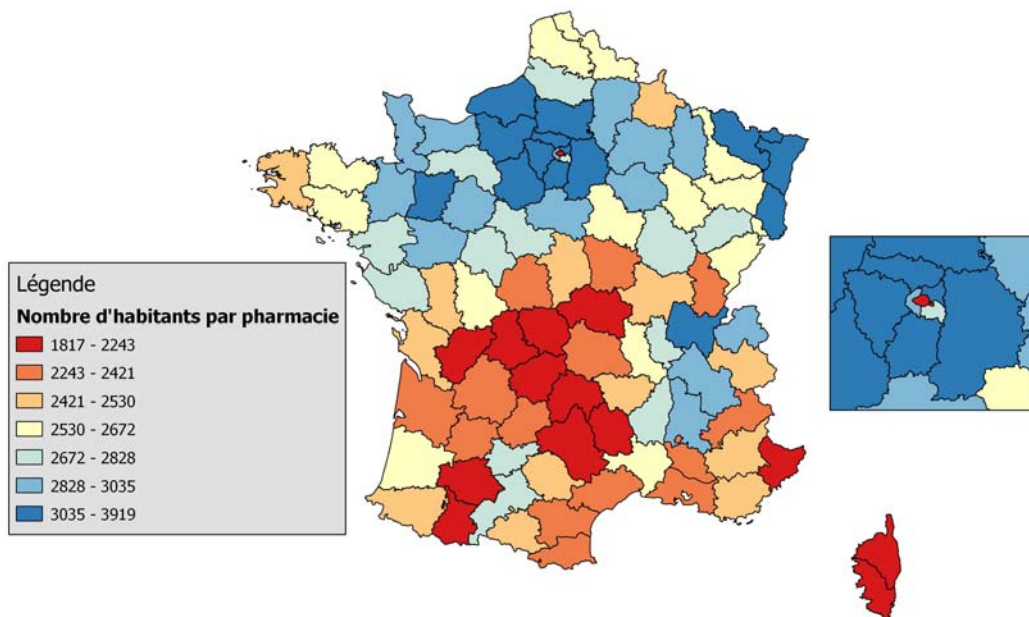 Légende
Nombre d'habitants par pharmacie
1817 - 2243
2243 - 2421
2421 - 2530
2530 - 2672
2672 - 2828
2828 - 3035
3035 - 3919